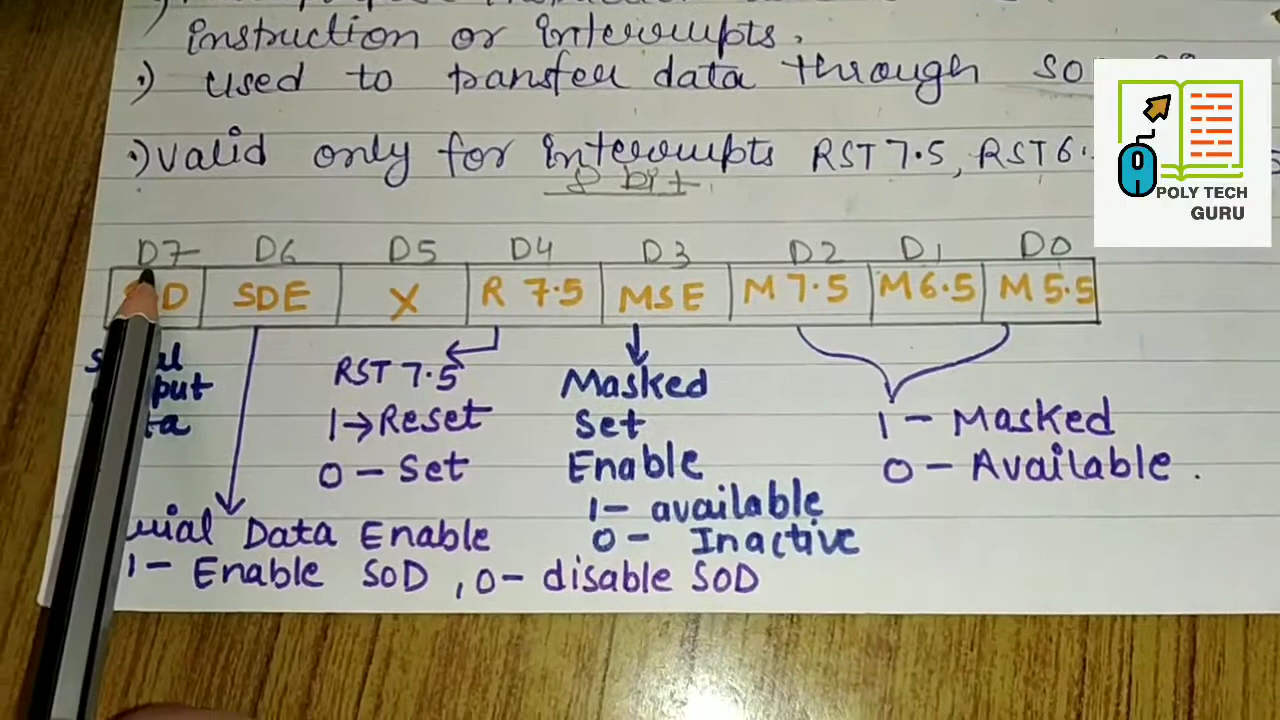 instruction or interrupts.
•) used to transfer data through
•) valid only for interrupts RST 7.5, RST 6.
8 bit
D7 D6 D5 D4 D3 D2 D1 D0
SDE X R 7.5 MSE M 7.5 M6.5 M 5.5
RST 7.5
1→Reset
0 - Set
Masked
Set
Enable
1- available
0- Inactive
1 - Masked
0 - Available.
Data Enable
1- Enable SOD, 0- disable SOD
POLY TECH
GURU